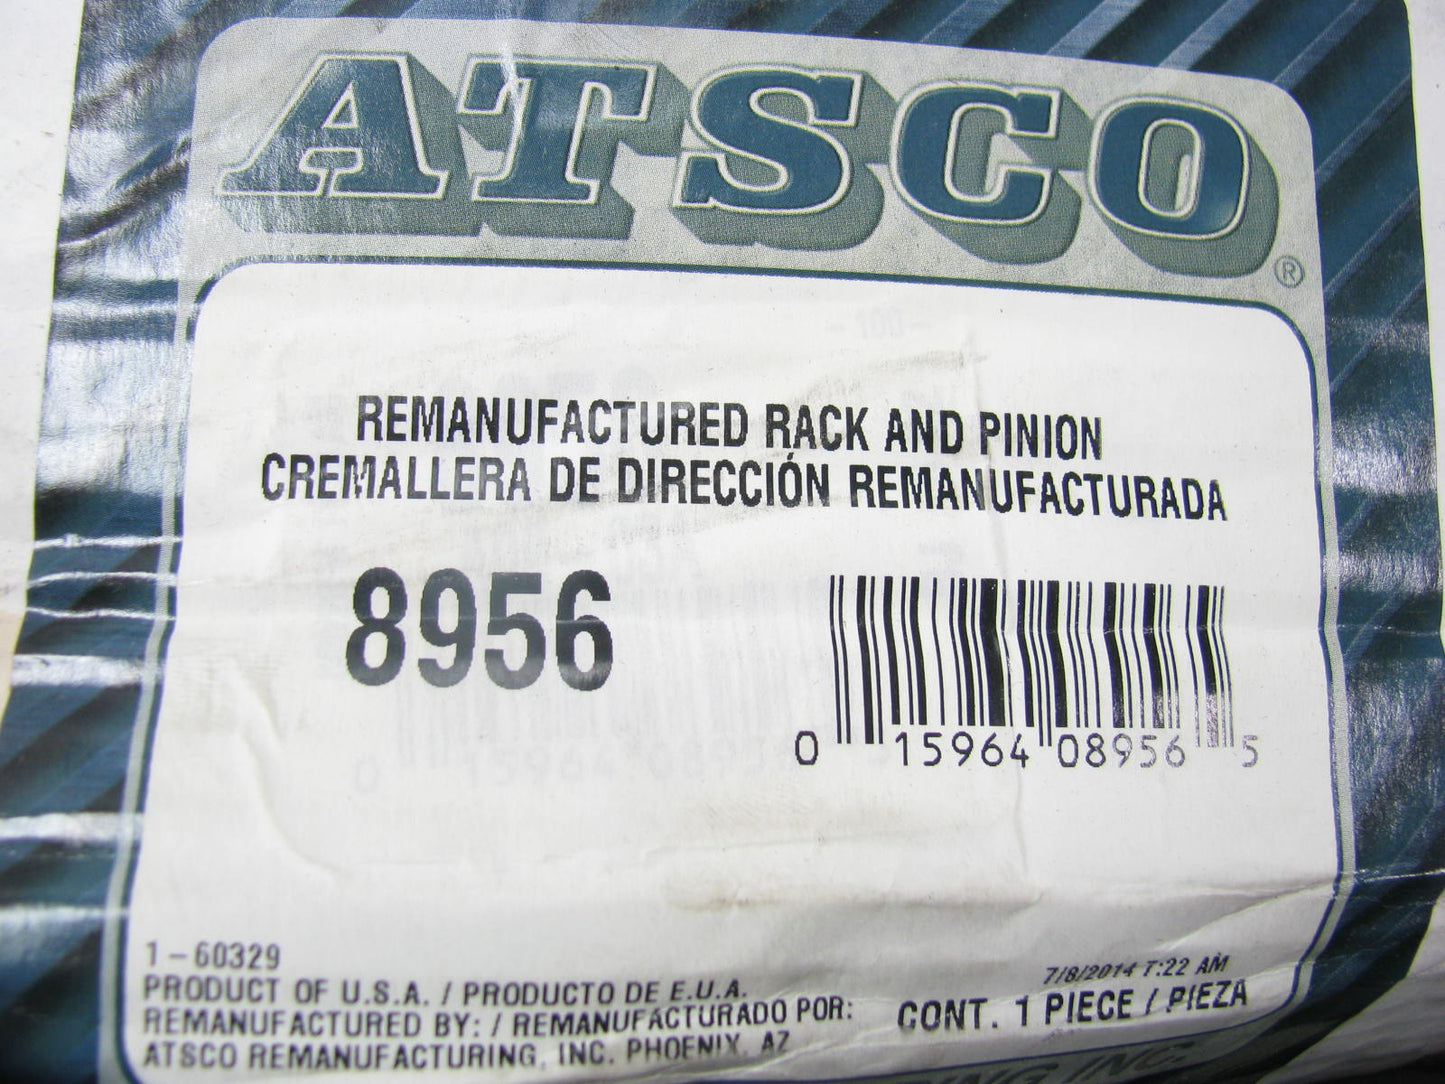 ATSCO®
REMANUFACTURED RACK AND PINION
CREMALLERA DE DIRECCIÓN REMANUFACTURADA
8956
0 15964 08956 5
1-60329
PRODUCT OF U.S.A. / PRODUCTO DE E.U.A.
REMANUFACTURED BY: / REMANUFACTURADO POR:
ATSCO REMANUFACTURING, INC. PHOENIX, AZ
7/8/2014 7:22 AM
CONT. 1 PIECE / PIEZA
INC.